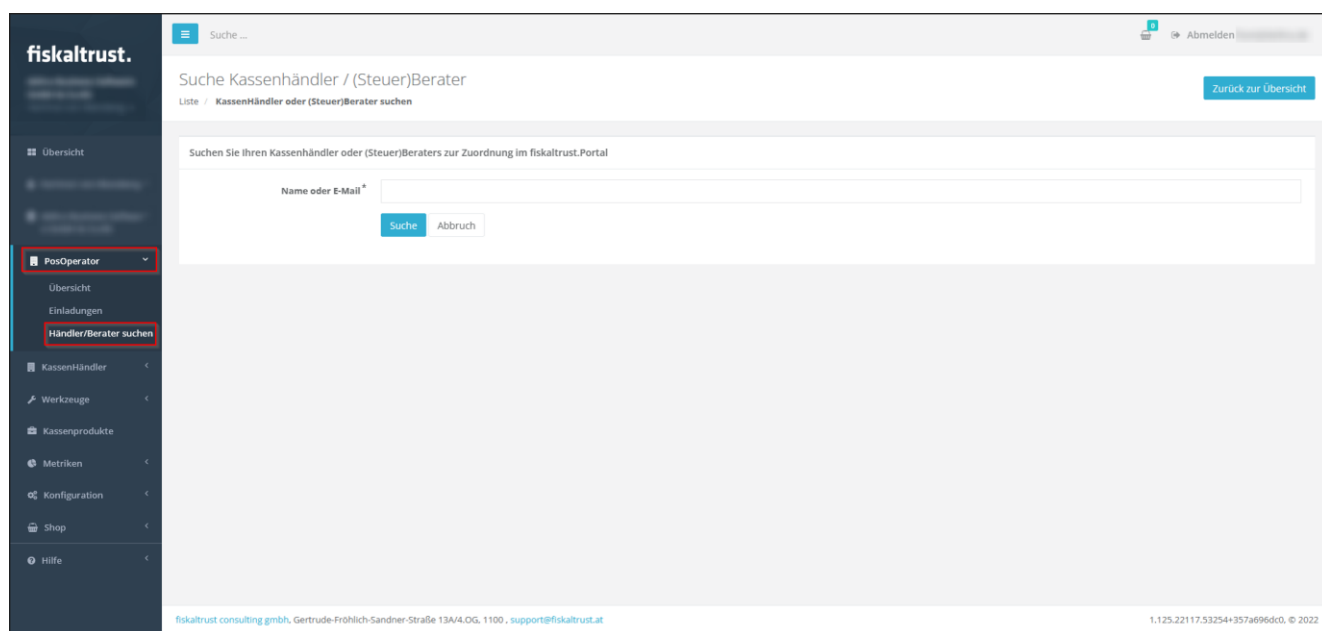 fiskaltrust.
Suche ...
0
Abmelden
Suche Kassenhändler / (Steuer)Berater
Liste / KassenHändler oder (Steuer)Berater suchen
Zurück zur Übersicht
Übersicht
PosOperator
Übersicht
Einladungen
Händler/Berater suchen
KassenHändler
Werkzeuge
Kassenprodukte
Metriken
Konfiguration
Shop
Hilfe
Suchen Sie Ihren Kassenhändler oder (Steuer)Beraters zur Zuordnung im fiskaltrust.Portal
Name oder E-Mail *
Suche Abbruch
fiskaltrust consulting gmbh, Gertrude-Fröhlich-Sandner-Straße 13A/4.OG, 1100 , support@fiskaltrust.at
1.125.22117.53254+357a696dc0, © 2022